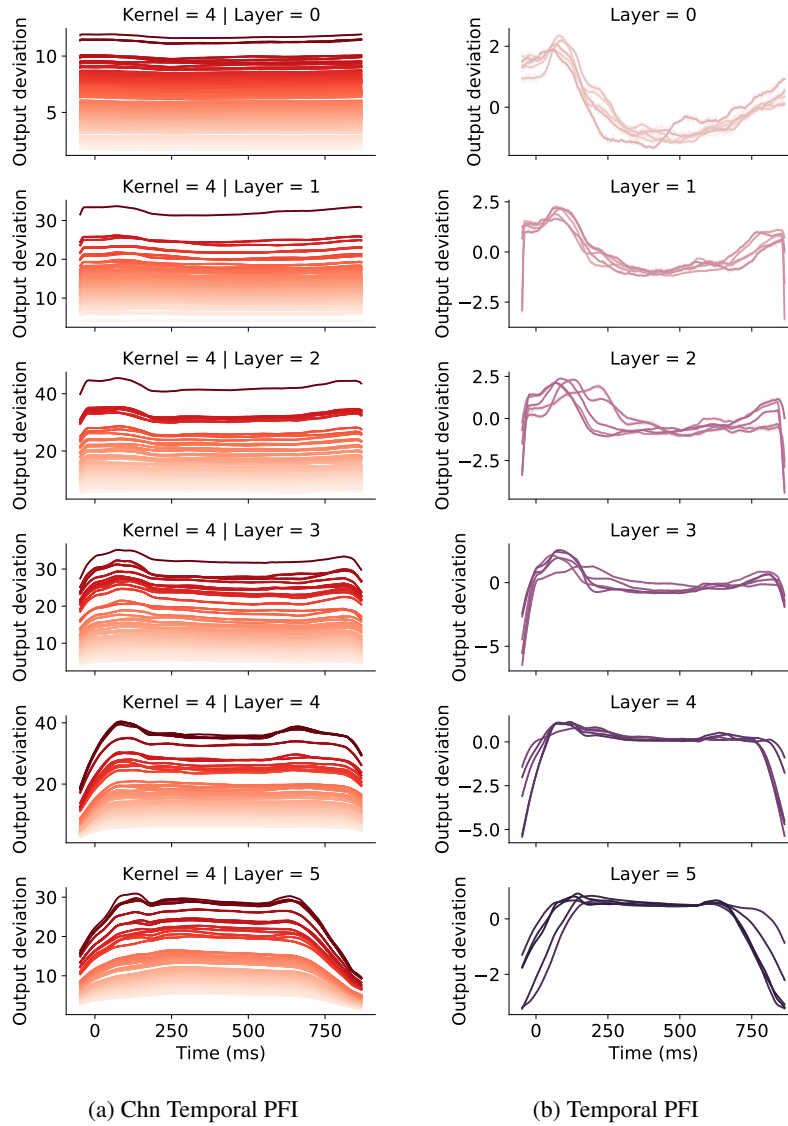 Kernel = 4 | Layer = 0
Output deviation
10
5
Layer = 0
Output deviation
2
0
Kernel = 4 | Layer = 1
Output deviation
30
20
10
Layer = 1
Output deviation
2.5
0.0
−2.5
Kernel = 4 | Layer = 2
Output deviation
40
20
Layer = 2
Output deviation
2.5
0.0
−2.5
Kernel = 4 | Layer = 3
Output deviation
30
20
10
Layer = 3
Output deviation
0
−5
Kernel = 4 | Layer = 4
Output deviation
40
20
Layer = 4
Output deviation
0.0
−2.5
−5.0
Kernel = 4 | Layer = 5
Output deviation
30
20
10
0 250 500 750
Time (ms)
Layer = 5
Output deviation
0
−2
0 250 500 750
Time (ms)
(a) Chn Temporal PFI
(b) Temporal PFI